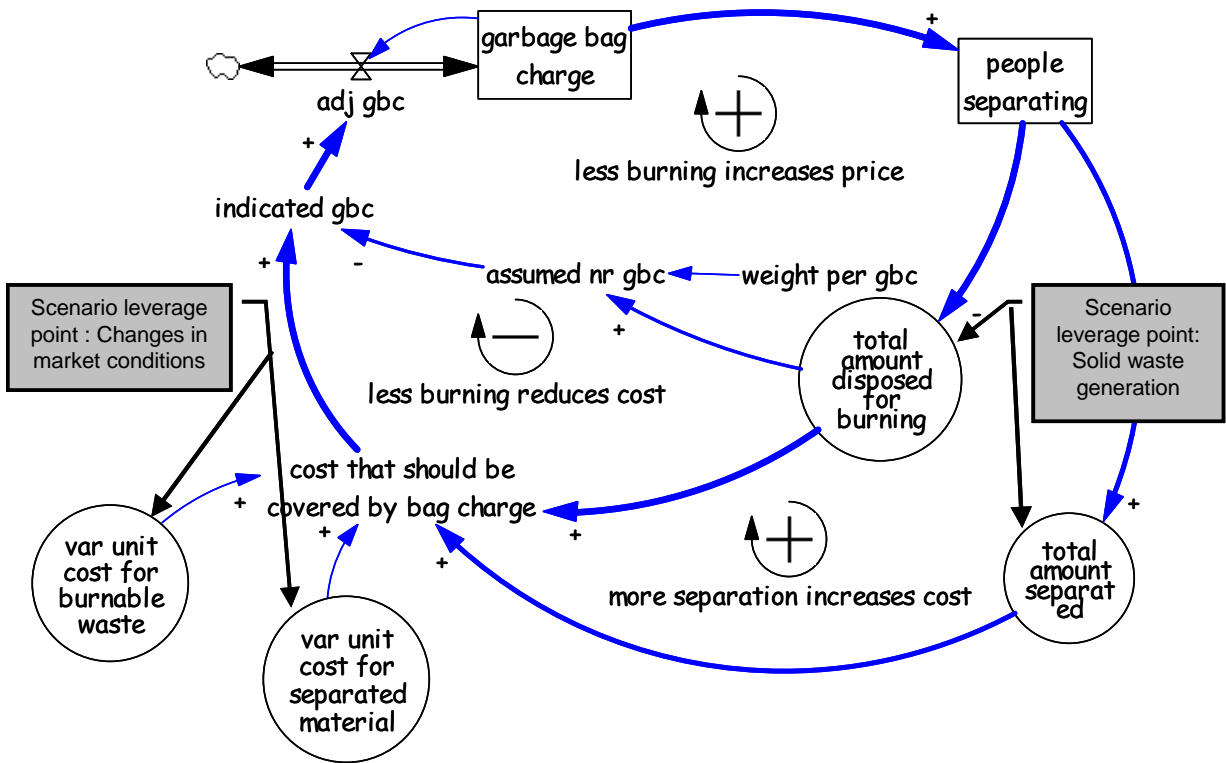 garbage bag
charge
+
people
separating
adj gbc
+
less burning increases price
indicated gbc
+
-
assumed nr gbc
weight per gbc
Scenario leverage
point : Changes in
market conditions
+
-
Scenario
leverage point:
Solid waste
generation
total
amount
disposed
for
burning
less burning reduces cost
cost that should be
covered by bag charge
+
+
+
+
+
more separation increases cost
var unit
cost for
burnable
waste
total
amount
separat
ed
var unit
cost for
separated
material